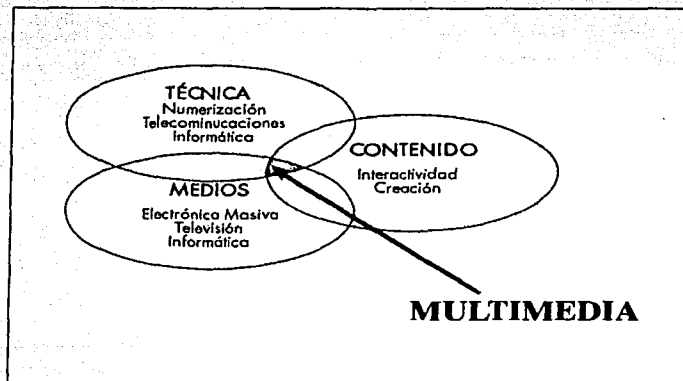 TÉCNICA
Numerización
Telecominucaciones
Informática
CONTENIDO
Interactividad
Creación
MEDIOS
Electrónica Masiva
Televisión
Informática
MULTIMEDIA